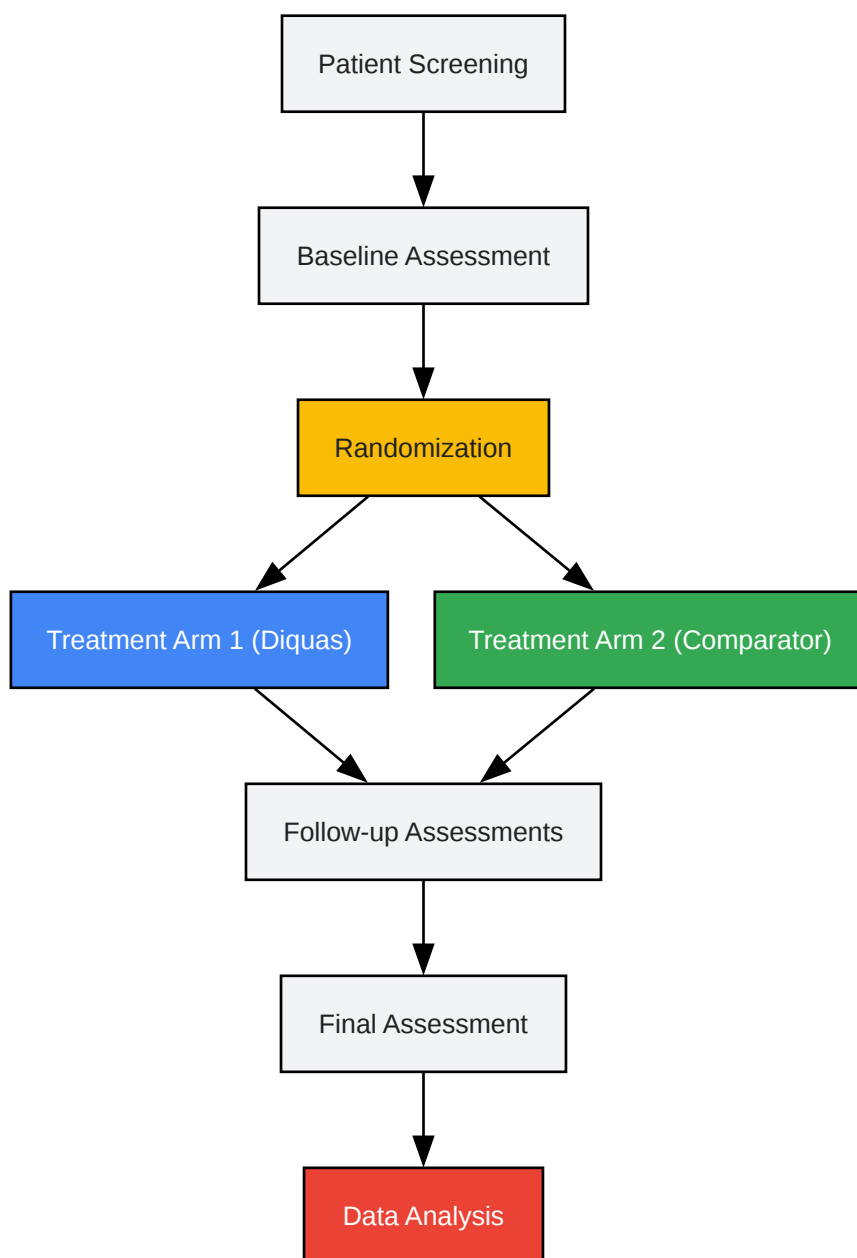 Patient Screening
Baseline Assessment
Randomization
Treatment Arm 1 (Diquas)
Treatment Arm 2 (Comparator)
Follow-up Assessments
Final Assessment
Data Analysis